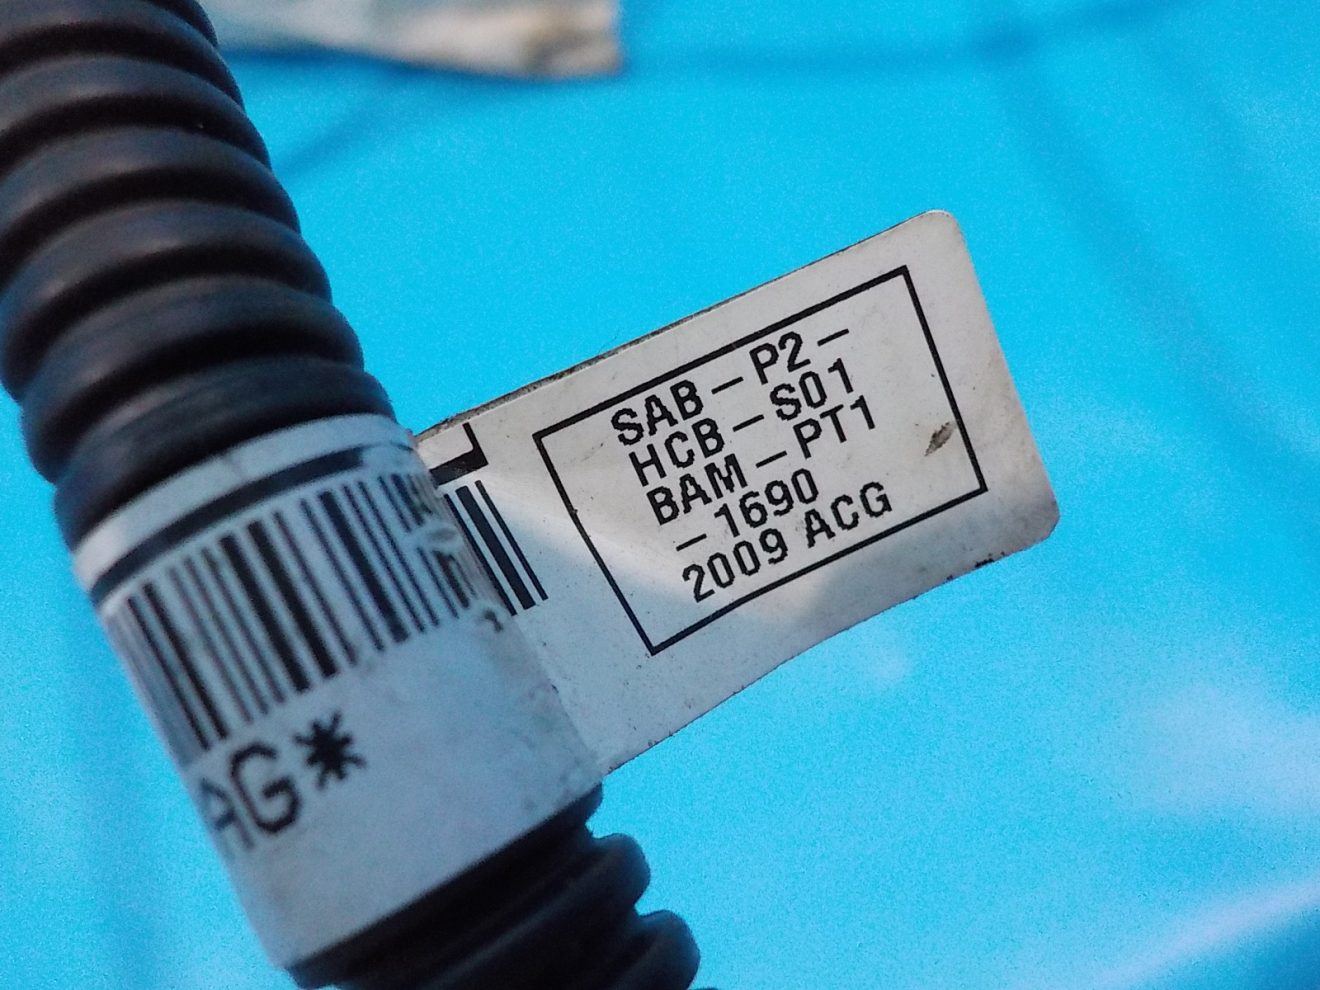 SAB-P2-
HCB-S01
BAM-PT1
-1690
2009 ACG
AG*